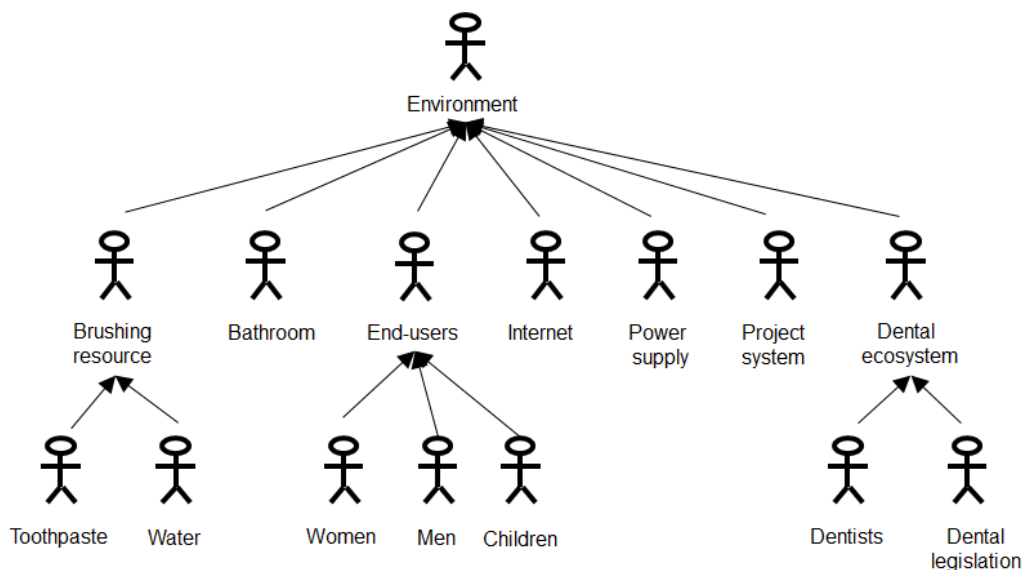 Environment
Brushing
resource
Bathroom
End-users
Internet
Power
supply
Project
system
Dental
ecosystem
Toothpaste
Water
Women
Men
Children
Dentists
Dental
legislation